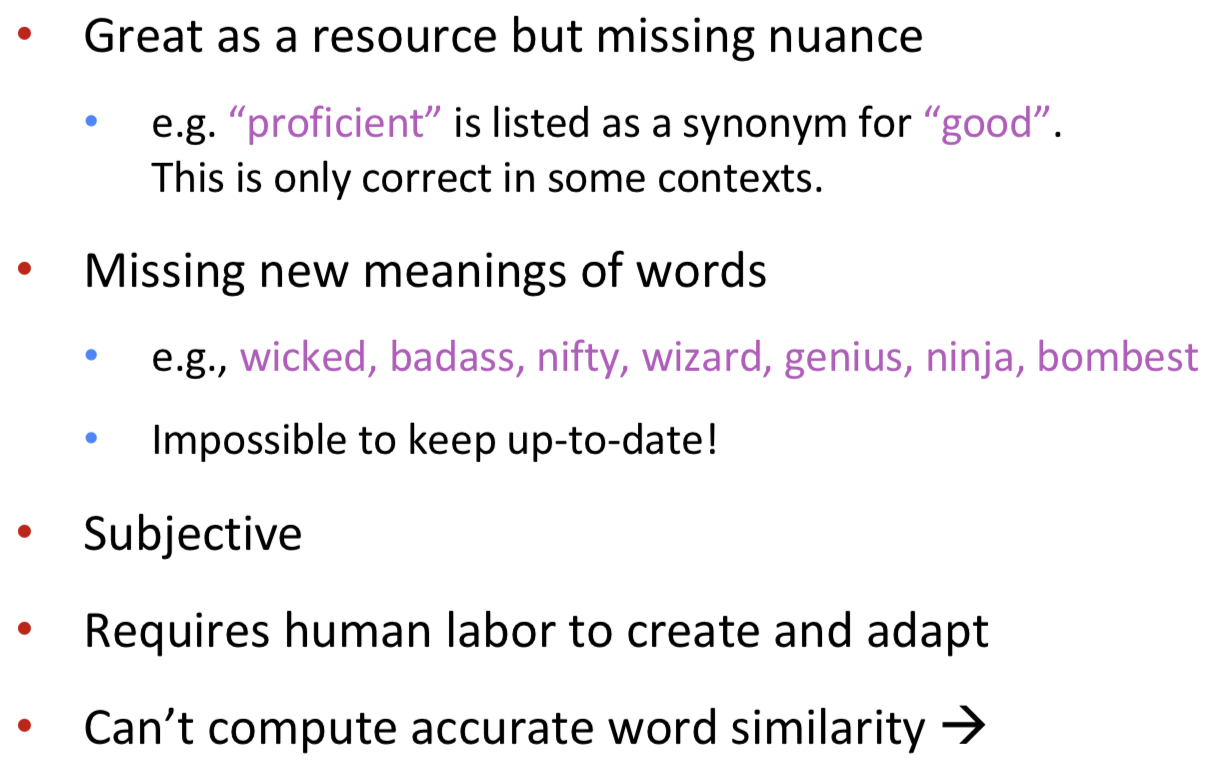 • Great as a resource but missing nuance
• e.g. “proficient” is listed as a synonym for “good”.
This is only correct in some contexts.
• Missing new meanings of words
• e.g., wicked, badass, nifty, wizard, genius, ninja, bombest
• Impossible to keep up-to-date!
• Subjective
• Requires human labor to create and adapt
• Can’t compute accurate word similarity →